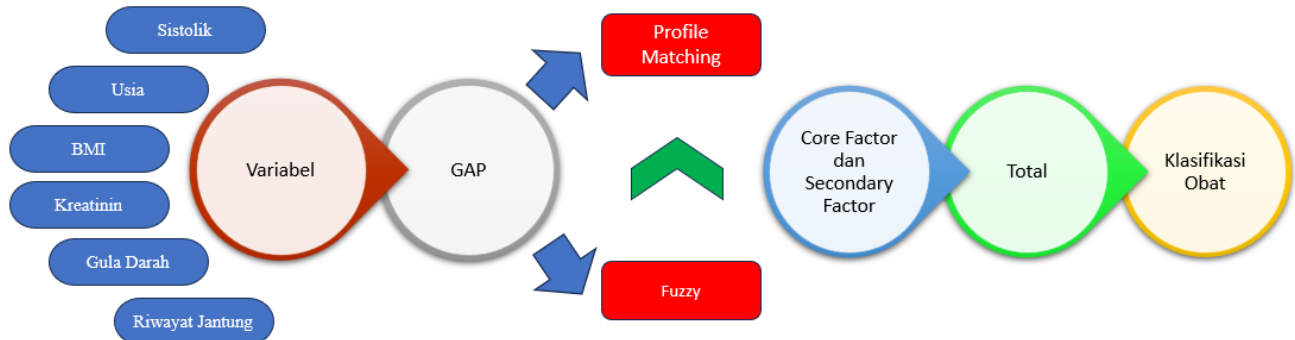 Sistolik
Usia
BMI
Kreatinin
Gula Darah
Riwayat Jantung
Variabel
GAP
Profile
Matching
Fuzzy
Core Factor
dan
Secondary
Factor
Total
Klasifikasi
Obat